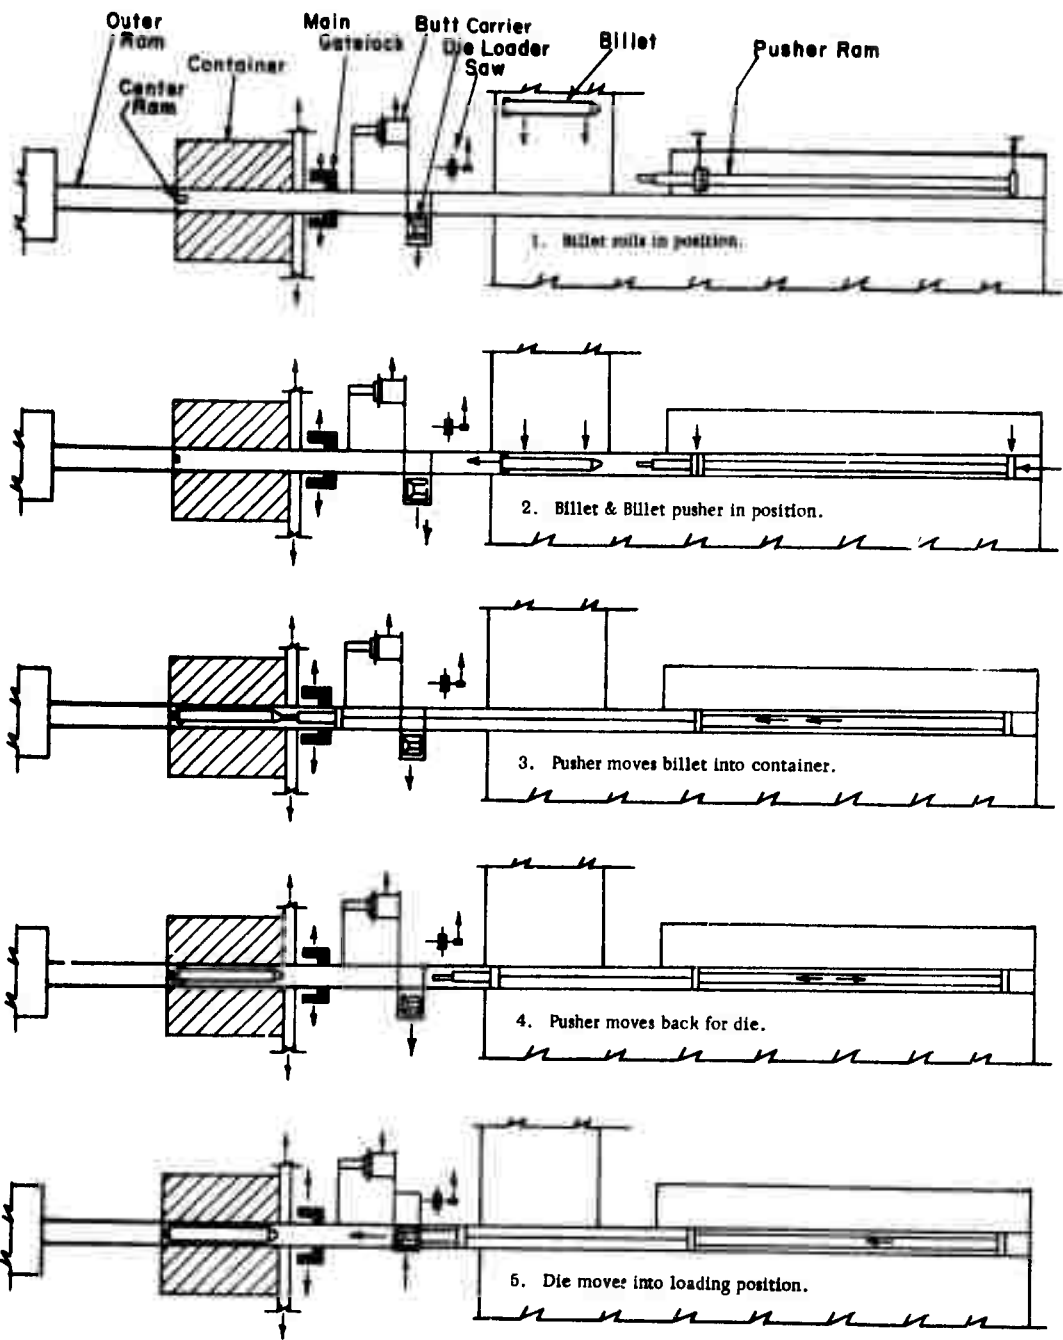 Outer
Ram
Main
Gatelock
Butt Carrier
Die Loader
Saw
Billet
Pusher Ram
Container
Center
Ram
1. Billet rolls in position.
2. Billet & Billet pusher in position.
3. Pusher moves billet into container.
4. Pusher moves back for die.
5. Die moves into loading position.